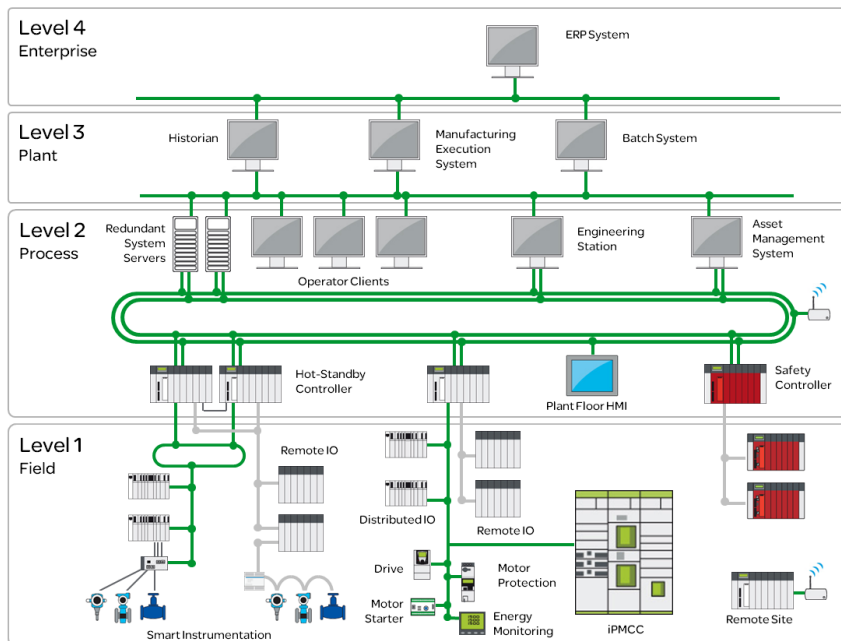 Level 4
Enterprise
ERP System
Level 3
Plant
Historian
Manufacturing
Execution
System
Batch System
Level 2
Process
Redundant
System
Servers
Operator Clients
Engineering
Station
Asset
Management
System
Hot-Standby
Controller
Plant Floor HMI
Safety
Controller
Level 1
Field
Remote IO
Distributed IO
Remote IO
Drive
Motor
Protection
Motor
Starter
Energy
Monitoring
iPMCC
Remote Site
Smart Instrumentation